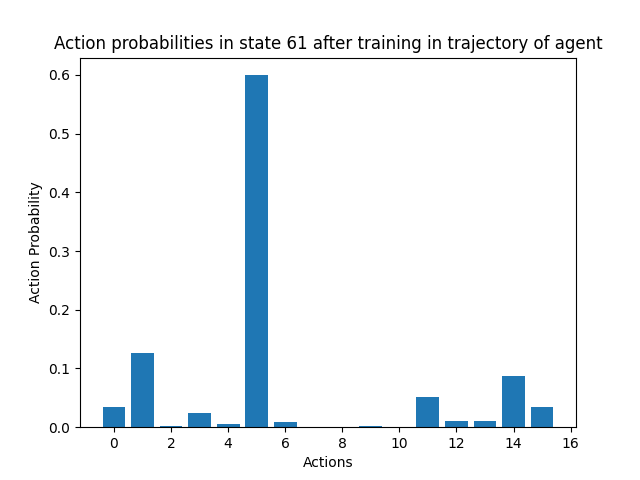 Action probabilities in state 61 after training in trajectory of agent
0.6
0.5
0.4
0.3
0.2
0.1
0.0
Action Probability
0 2 4 6 8 10 12 14 16
Actions